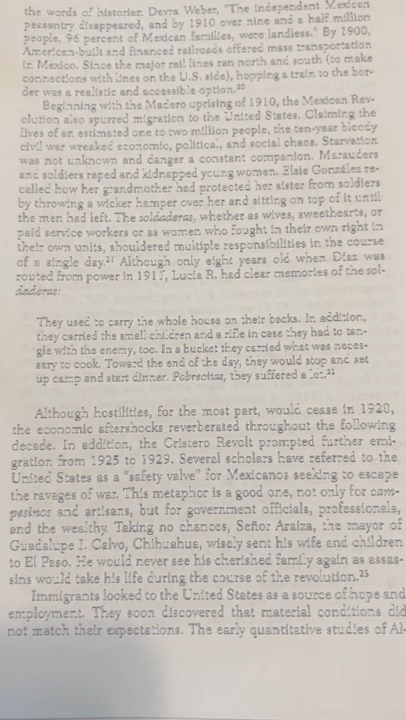 the words of historian Devra Weber, "The independent Mexican
peasantry disappeared, and by 1910 over nine and a half million
people, 96 percent of Mexican families, were landless." By 1900,
American-built and financed railroads offered mass transportation
in Mexico. Since the major rail lines ran north and south (to make
connections with lines on the U.S. side), hopping a train to the bor-
der was a realistic and accessible option.20
Beginning with the Madero uprising of 1910, the Mexican Rev-
olution also spurred migration to the United States. Claiming the
lives of an estimated one to two million people, the ten-year bloody
civil war wreaked economic, political, and social chaos. Starvation
was not unknown and danger a constant companion. Marauders
and soldiers raped and kidnapped young women. Elsie González re-
called how her grandmother had protected her sister from soldiers
by throwing a wicker hamper over her and sitting on top of it until
the men had left. The soldaderas, whether as wives, sweethearts, or
paid service workers or as women who fought in their own right in
their own units, shouldered multiple responsibilities in the course
of a single day.21 Although only eight years old when Díaz was
routed from power in 1911, Lucía R. had clear memories of the sol-
daderas:
They used to carry the whole house on their backs. In addition,
they carried the small children and a rifle in case they had to tan-
gle with the enemy, too. In a bucket they carried what was neces-
sary to cook. Toward the end of the day, they would stop and set
up camp and start dinner. Pobrecitas, they suffered a lot.22
Although hostilities, for the most part, would cease in 1920,
the economic aftershocks reverberated throughout the following
decade. In addition, the Cristero Revolt prompted further emi-
gration from 1925 to 1929. Several scholars have referred to the
United States as a "safety valve" for Mexicanos seeking to escape
the ravages of war. This metaphor is a good one, not only for cam-
pesinos and artisans, but for government officials, professionals,
and the wealthy. Taking no chances, Señor Araiza, the mayor of
Guadalupe I. Calvo, Chihuahua, wisely sent his wife and children
to El Paso. He would never see his cherished family again as assas-
sins would take his life during the course of the revolution.23
Immigrants looked to the United States as a source of hope and
employment. They soon discovered that material conditions did
not match their expectations. The early quantitative studies of Al-